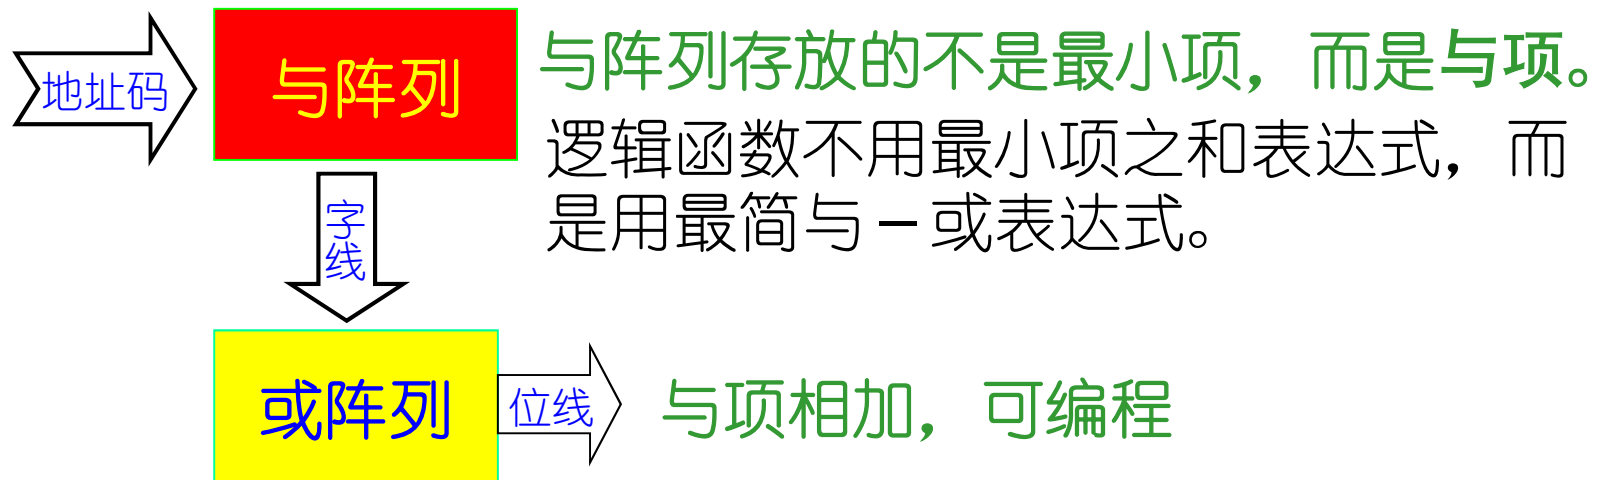 地址码
与阵列
与阵列存放的不是最小项，而是与项。
逻辑函数不用最小项之和表达式，而
是用最简与－或表达式。
字
线
或阵列
位线
与项相加，可编程